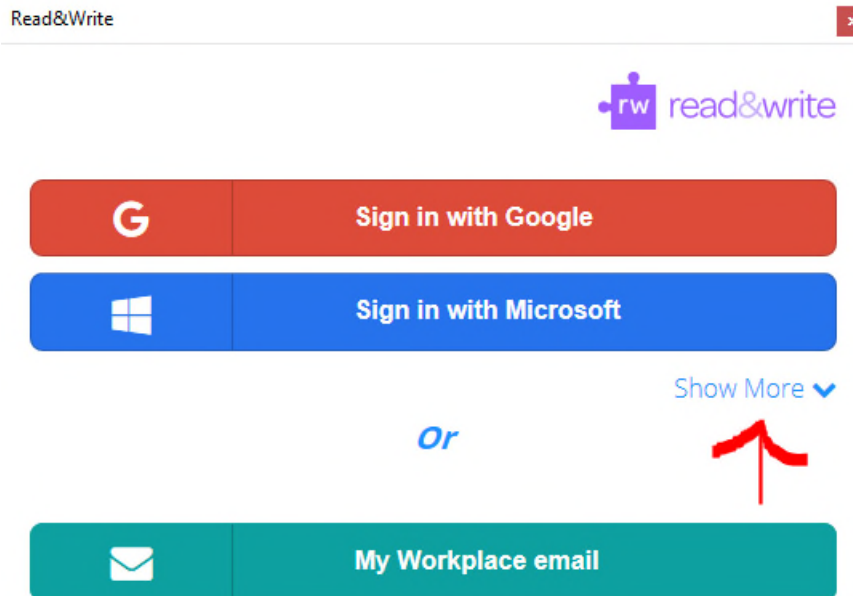 Read&Write
rw read&write
G Sign in with Google
Sign in with Microsoft
Show More
Or
My Workplace email